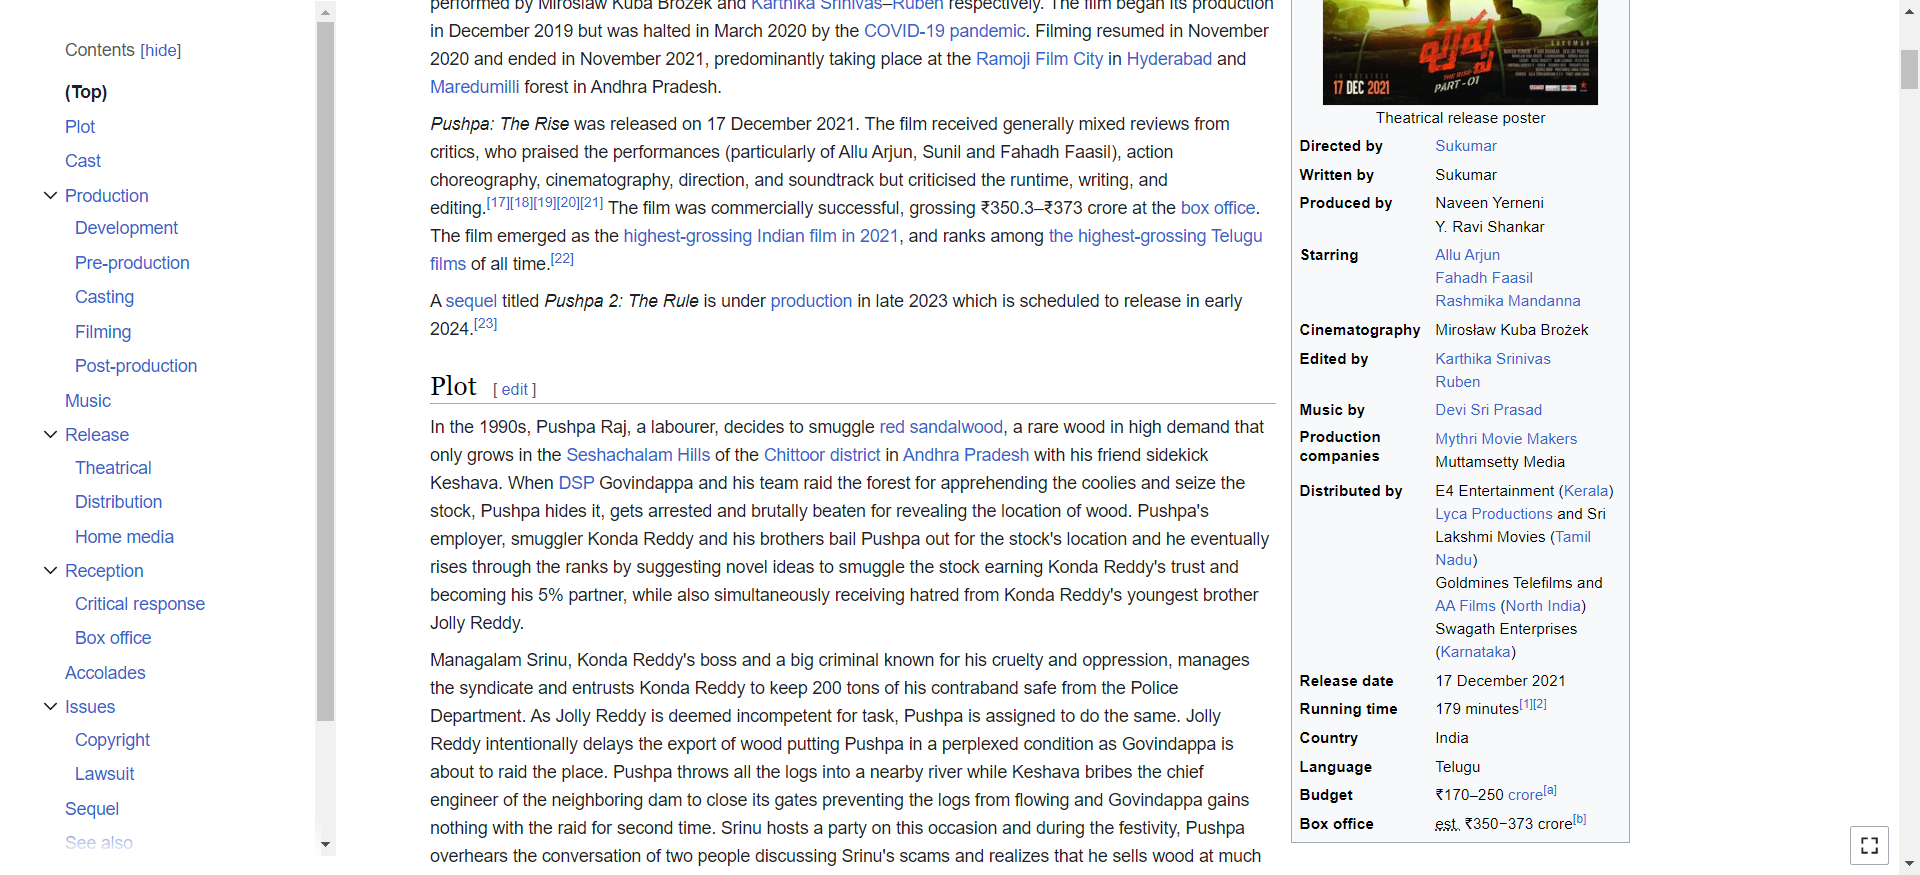 Contents [hide]
(Top)
Plot
Cast
Production
Development
Pre-production
Casting
Filming
Post-production
Music
Release
Theatrical
Distribution
Home media
Reception
Critical response
Box office
Accolades
Issues
Copyright
Lawsuit
Sequel
See also
performed by Mirosław Kuba Brożek and Karthika Srinivas–Ruben respectively. The film began its production
in December 2019 but was halted in March 2020 by the COVID-19 pandemic. Filming resumed in November
2020 and ended in November 2021, predominantly taking place at the Ramoji Film City in Hyderabad and
Maredumilli forest in Andhra Pradesh.
Pushpa: The Rise was released on 17 December 2021. The film received generally mixed reviews from
critics, who praised the performances (particularly of Allu Arjun, Sunil and Fahadh Faasil), action
choreography, cinematography, direction, and soundtrack but criticised the runtime, writing, and
editing.[17][18][19][20][21] The film was commercially successful, grossing ₹350.3–₹373 crore at the box office.
The film emerged as the highest-grossing Indian film in 2021, and ranks among the highest-grossing Telugu
films of all time.[22]
A sequel titled Pushpa 2: The Rule is under production in late 2023 which is scheduled to release in early
2024.[23]
Plot [ edit ]
In the 1990s, Pushpa Raj, a labourer, decides to smuggle red sandalwood, a rare wood in high demand that
only grows in the Seshachalam Hills of the Chittoor district in Andhra Pradesh with his friend sidekick
Keshava. When DSP Govindappa and his team raid the forest for apprehending the coolies and seize the
stock, Pushpa hides it, gets arrested and brutally beaten for revealing the location of wood. Pushpa's
employer, smuggler Konda Reddy and his brothers bail Pushpa out for the stock's location and he eventually
rises through the ranks by suggesting novel ideas to smuggle the stock earning Konda Reddy's trust and
becoming his 5% partner, while also simultaneously receiving hatred from Konda Reddy's youngest brother
Jolly Reddy.
Managalam Srinu, Konda Reddy's boss and a big criminal known for his cruelty and oppression, manages
the syndicate and entrusts Konda Reddy to keep 200 tons of his contraband safe from the Police
Department. As Jolly Reddy is deemed incompetent for task, Pushpa is assigned to do the same. Jolly
Reddy intentionally delays the export of wood putting Pushpa in a perplexed condition as Govindappa is
about to raid the place. Pushpa throws all the logs into a nearby river while Keshava bribes the chief
engineer of the neighboring dam to close its gates preventing the logs from flowing and Govindappa gains
nothing with the raid for second time. Srinu hosts a party on this occasion and during the festivity, Pushpa
overhears the conversation of two people discussing Srinu's scams and realizes that he sells wood at much
SUKUMAR
పుష్ప
THE RISE
PART-01
IN THEATRES
17 DEC 2021
Theatrical release poster
Directed by Sukumar
Written by Sukumar
Produced by Naveen Yerneni
Y. Ravi Shankar
Starring Allu Arjun
Fahadh Faasil
Rashmika Mandanna
Cinematography Mirosław Kuba Brożek
Edited by Karthika Srinivas
Ruben
Music by Devi Sri Prasad
Production companies Mythri Movie Makers
Muttamsetty Media
Distributed by E4 Entertainment (Kerala)
Lyca Productions and Sri
Lakshmi Movies (Tamil
Nadu)
Goldmines Telefilms and
AA Films (North India)
Swagath Enterprises
(Karnataka)
Release date 17 December 2021
Running time 179 minutes[1][2]
Country India
Language Telugu
Budget ₹170–250 crore[a]
Box office est. ₹350–373 crore[b]